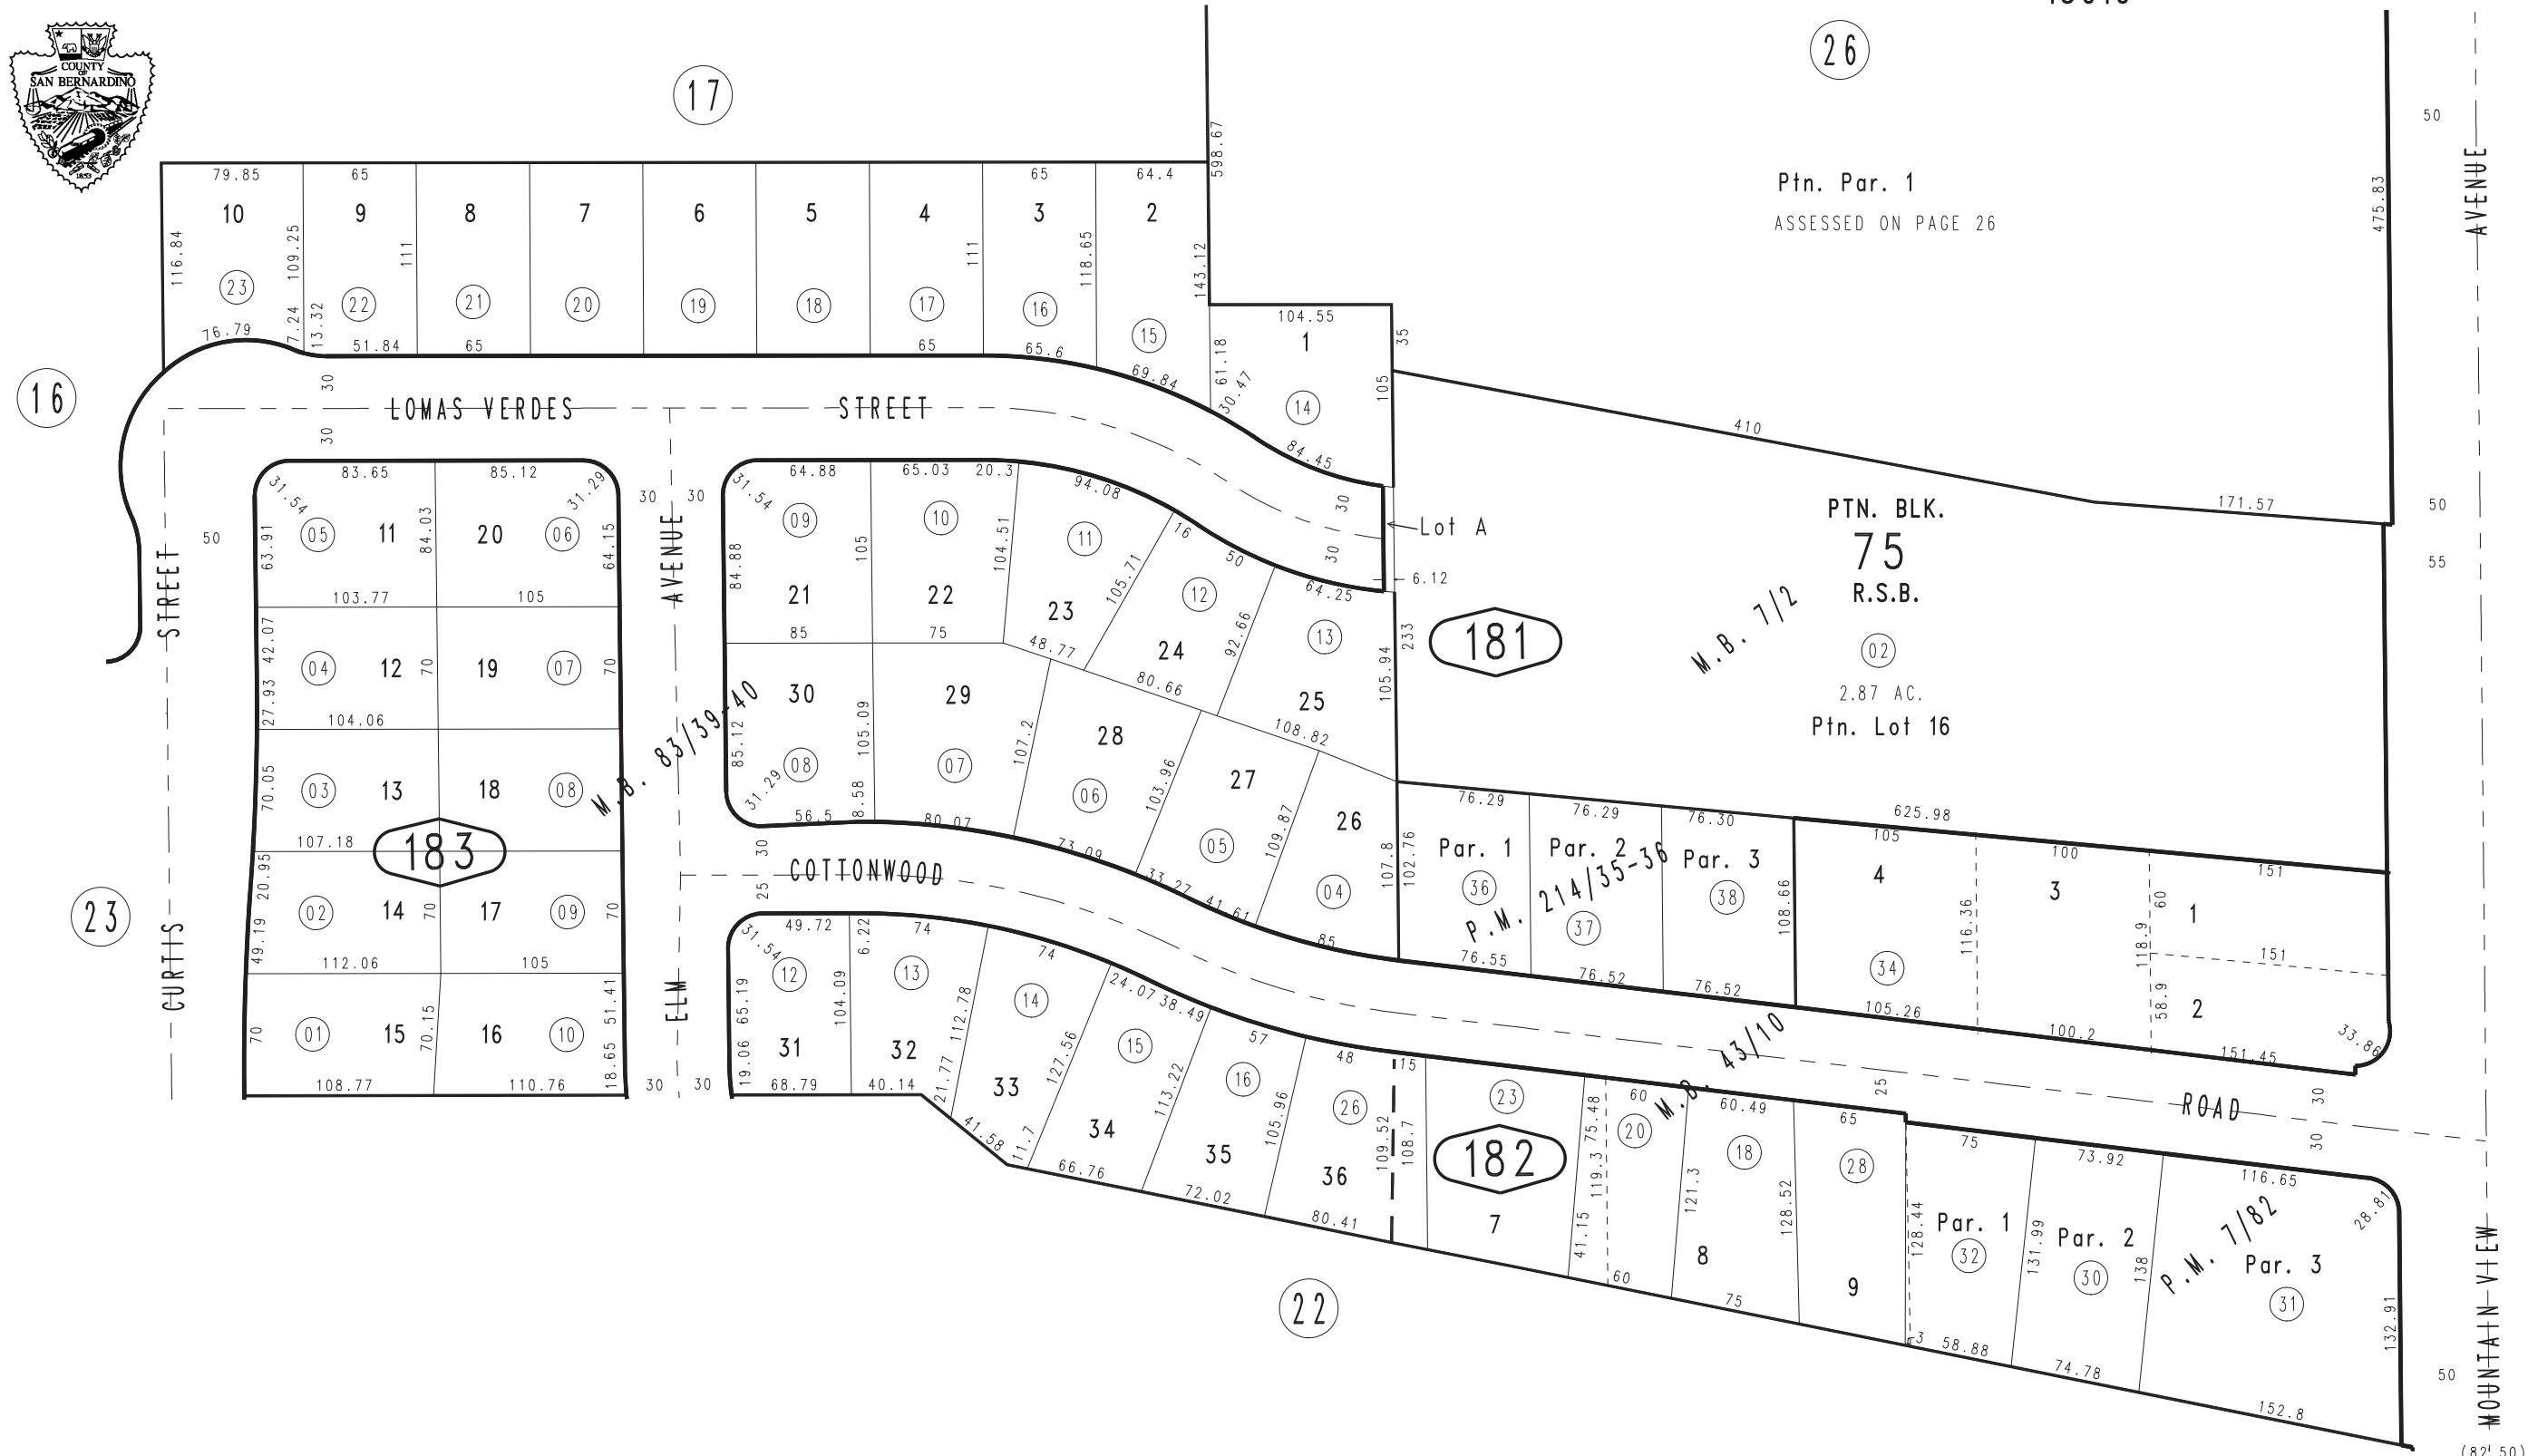 COUNTY
OF
SAN BERNARDINO
1853
17
26
50
598.67
475.83
AVENUE
Ptn. Par. 1
ASSESSED ON PAGE 26
79.85 65 65 64.4
10 9 8 7 6 5 4 3 2
116.84 109.25 111 111 118.65 143.12
23 22 21 20 19 18 17 16 15
7.24 13.32
76.79 51.84 65 65 65.6 69.84
104.55
1
35
61.18 30.47 105
14
84.45
16
30
LOMAS VERDES STREET
30
410
171.57
50
55
83.65 85.12
31.54 31.29
05 11 20 06
63.91 84.03 64.15
50
103.77 105
42.07
04 12 70 19 07 70
27.93
104.06
03 13 18 08
70.05
107.18
183
20.95
02 14 70 17 09 70
49.19
112.06 105
01 15 16 10
70 70.15 51.41
18.65
108.77 110.76
STREET
CURTIS
23
30 30
AVENUE
ELM
30 30
M.B. 83/39-40
64.88 65.03 20.3 94.08
31.54
09 10 11
84.88 105 104.51 105.71
21 22 23
16 50 64.25
12 13
24 92.66 25
30
30
Lot A
6.12
105.94 233
85 75 48.77 80.66 108.82
30 29 28 27 26
85.12 105.09 107.2 103.96 109.87 107.8
08 07 06 05 04
31.29
56.5 8.58 80.07 73.09 33.27 41.61 85
181
PTN. BLK.
75
R.S.B.
M.B. 7/2
02
2.87 AC.
Ptn. Lot 16
76.29 76.29 76.30 625.98
102.76
Par. 1 Par. 2 Par. 3
36 37 38
P.M. 214/35-36
108.66
76.55 76.52 76.52
105 100 151
4 3 1
60
116.36 118.9
34
151
58.9 2
105.26 100.2 151.45
33.86
30
25
COTTONWOOD
ROAD
49.72 6.22 74 74 24.07 38.49 57 48 15
31.54
12 13 14 15 16 26
65.19 104.09 112.78 127.56 113.22 105.96 109.52 108.7
31 32 33 34 35 36
19.06 21.77 11.7
68.79 40.14 41.58 66.76 72.02 80.41
M.B. 43/10
25
30
30
23
182
7
75.48
119.3
41.15
60 60.49 65
20 18 28
121.3 128.52
8 9
60 75
75 73.92 116.65
128.44 131.99 138
Par. 1 Par. 2 Par. 3
32 30 31
P.M. 7/82
28.81
132.91
3 58.88 74.78 152.8
22
50
MOUNTAIN VIEW
(82' 50)